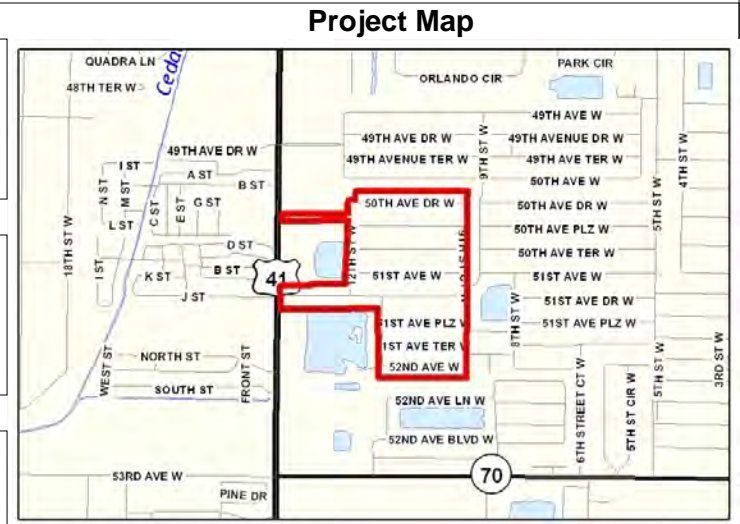 Project Map
QUADRA LN
48TH TER W
Ceda
PARK CIR
ORLANDO CIR
49TH AVE W
49TH AVE DR W
49TH AVENUE DR W
49TH AVE DR W
49TH AVENUE TER W
49TH AVE TER W
9TH ST W
4TH ST W
I ST
A ST
B ST
N ST
M ST
C ST
E ST
G ST
L ST
50TH AVE W
50TH AVE DR W
50TH AVE DR W
50TH AVE PLZ W
5TH ST W
18TH ST W
D ST
12TH ST W
50TH AVE TER W
I ST
K ST
B ST
41
51ST AVE W
51ST AVE W
J ST
51ST AVE DR W
51ST AVE PLZ W
51ST AVE PLZ W
8TH ST W
1ST AVE TER W
NORTH ST
WEST ST
FRONT ST
52ND AVE W
SOUTH ST
52ND AVE LN W
6TH STREET CT W
5TH ST CIR W
5TH ST W
3RD ST W
52ND AVE BLVD W
53RD AVE W
70
PINE DR